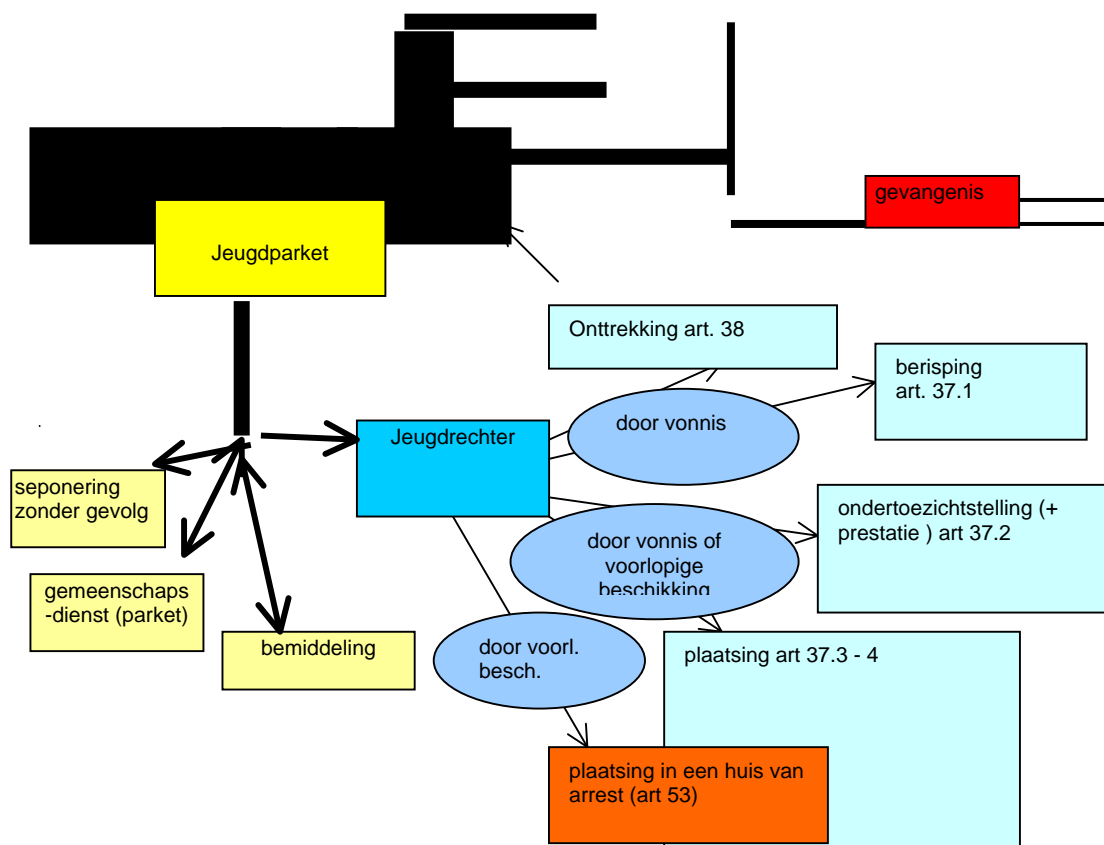 gevangenis
Jeugdparket
Onttrekking art. 38
berisping
art. 37.1
door vonnis
Jeugdrechter
seponering
zonder gevolg
ondertoezichtstelling (+
prestatie ) art 37.2
door vonnis of
voorlopige
beschikking
gemeenschaps
-dienst (parket)
bemiddeling
door voorl.
besch.
plaatsing art 37.3 - 4
plaatsing in een huis van
arrest (art 53)